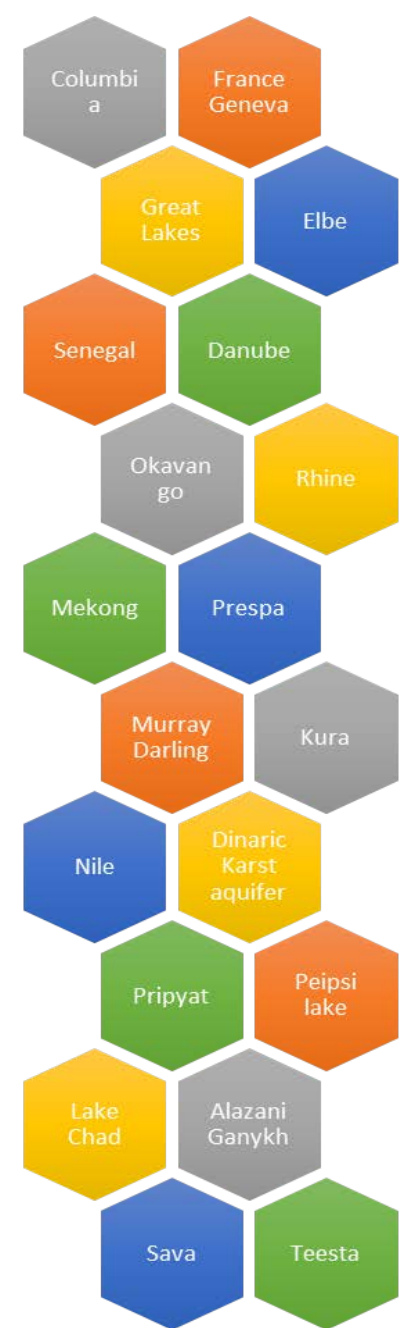 Columbi
a
France
Geneva
Great
Lakes
Elbe
Senegal
Danube
Okavan
go
Rhine
Mekong
Prespa
Murray
Darling
Kura
Nile
Dinaric
Karst
aquifer
Pripyat
Peipsi
lake
Lake
Chad
Alazani
Ganykh
Sava
Teesta